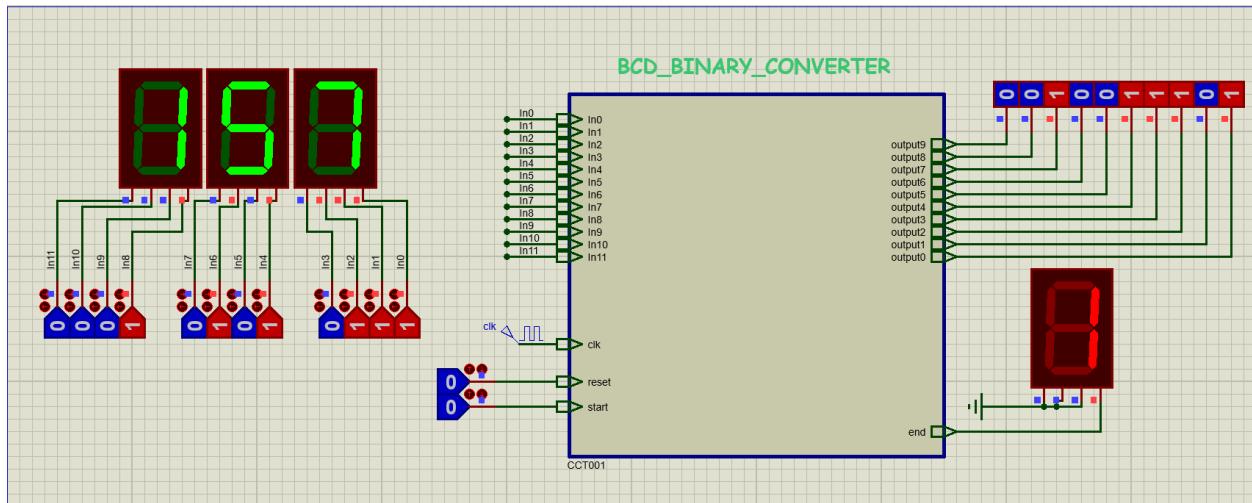 BCD_BINARY_CONVERTER
1 5 7
0 0 1 0 0 1 1 1 0 1
In0 In0
In1 In1
In2 In2 output9
In3 In3 output8
In4 In4 output7
In5 In5 output6
In6 In6 output5
In7 In7 output4
In8 In8 output3
In9 In9 output2
In10 In10 output1
In11 In11 output0
In11 In10 In9 In8 In7 In6 In5 In4 In3 In2 In1 In0
0 0 0 1 0 1 0 1 0 1 1 1
1
clk clk
0 reset
0 start
end
CCT001